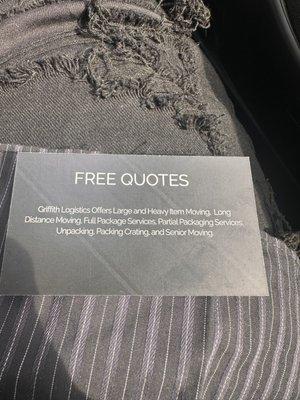 FREE QUOTES
Griffith Logistics Offers Large and Heavy Item Moving, Long
Distance Moving. Full Package Services, Partial Packaging Services,
Unpacking, Packing Crating, and Senior Moving.